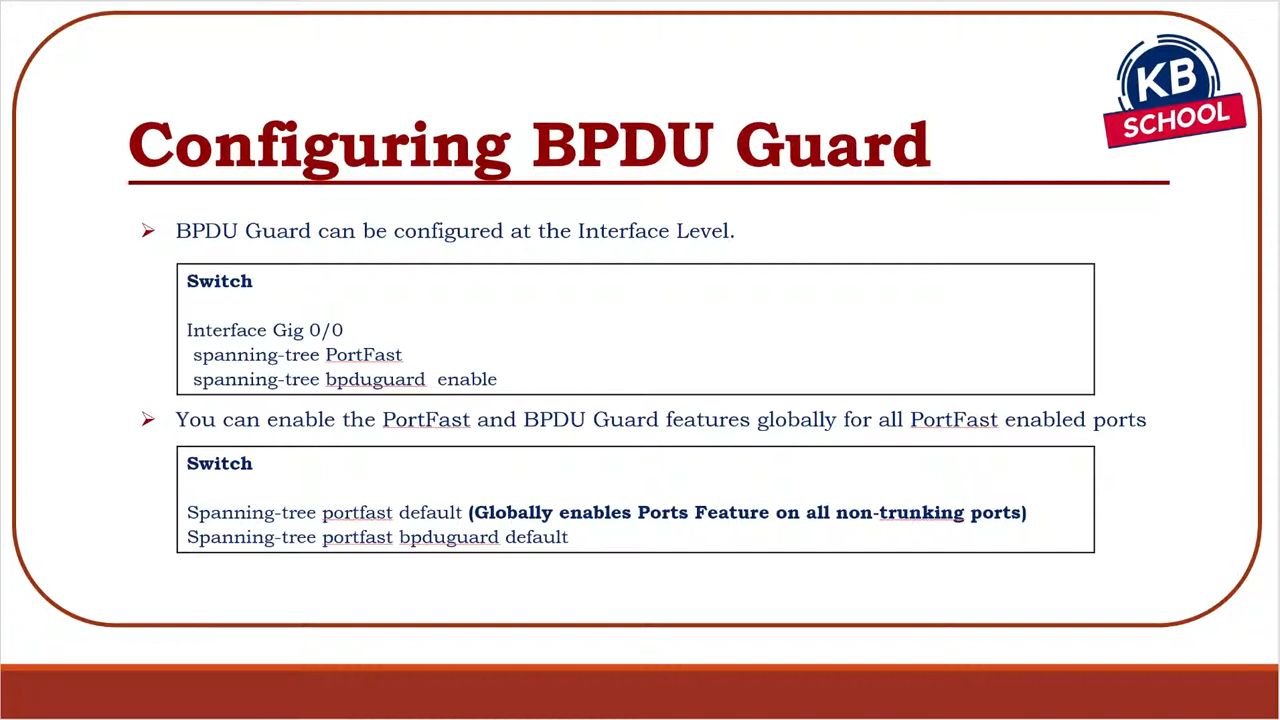 KB
SCHOOL
Configuring BPDU Guard
➢ BPDU Guard can be configured at the Interface Level.
Switch
Interface Gig 0/0
spanning-tree PortFast
spanning-tree bpduguard enable
➢ You can enable the PortFast and BPDU Guard features globally for all PortFast enabled ports
Switch
Spanning-tree portfast default (Globally enables Ports Feature on all non-trunking ports)
Spanning-tree portfast bpduguard default